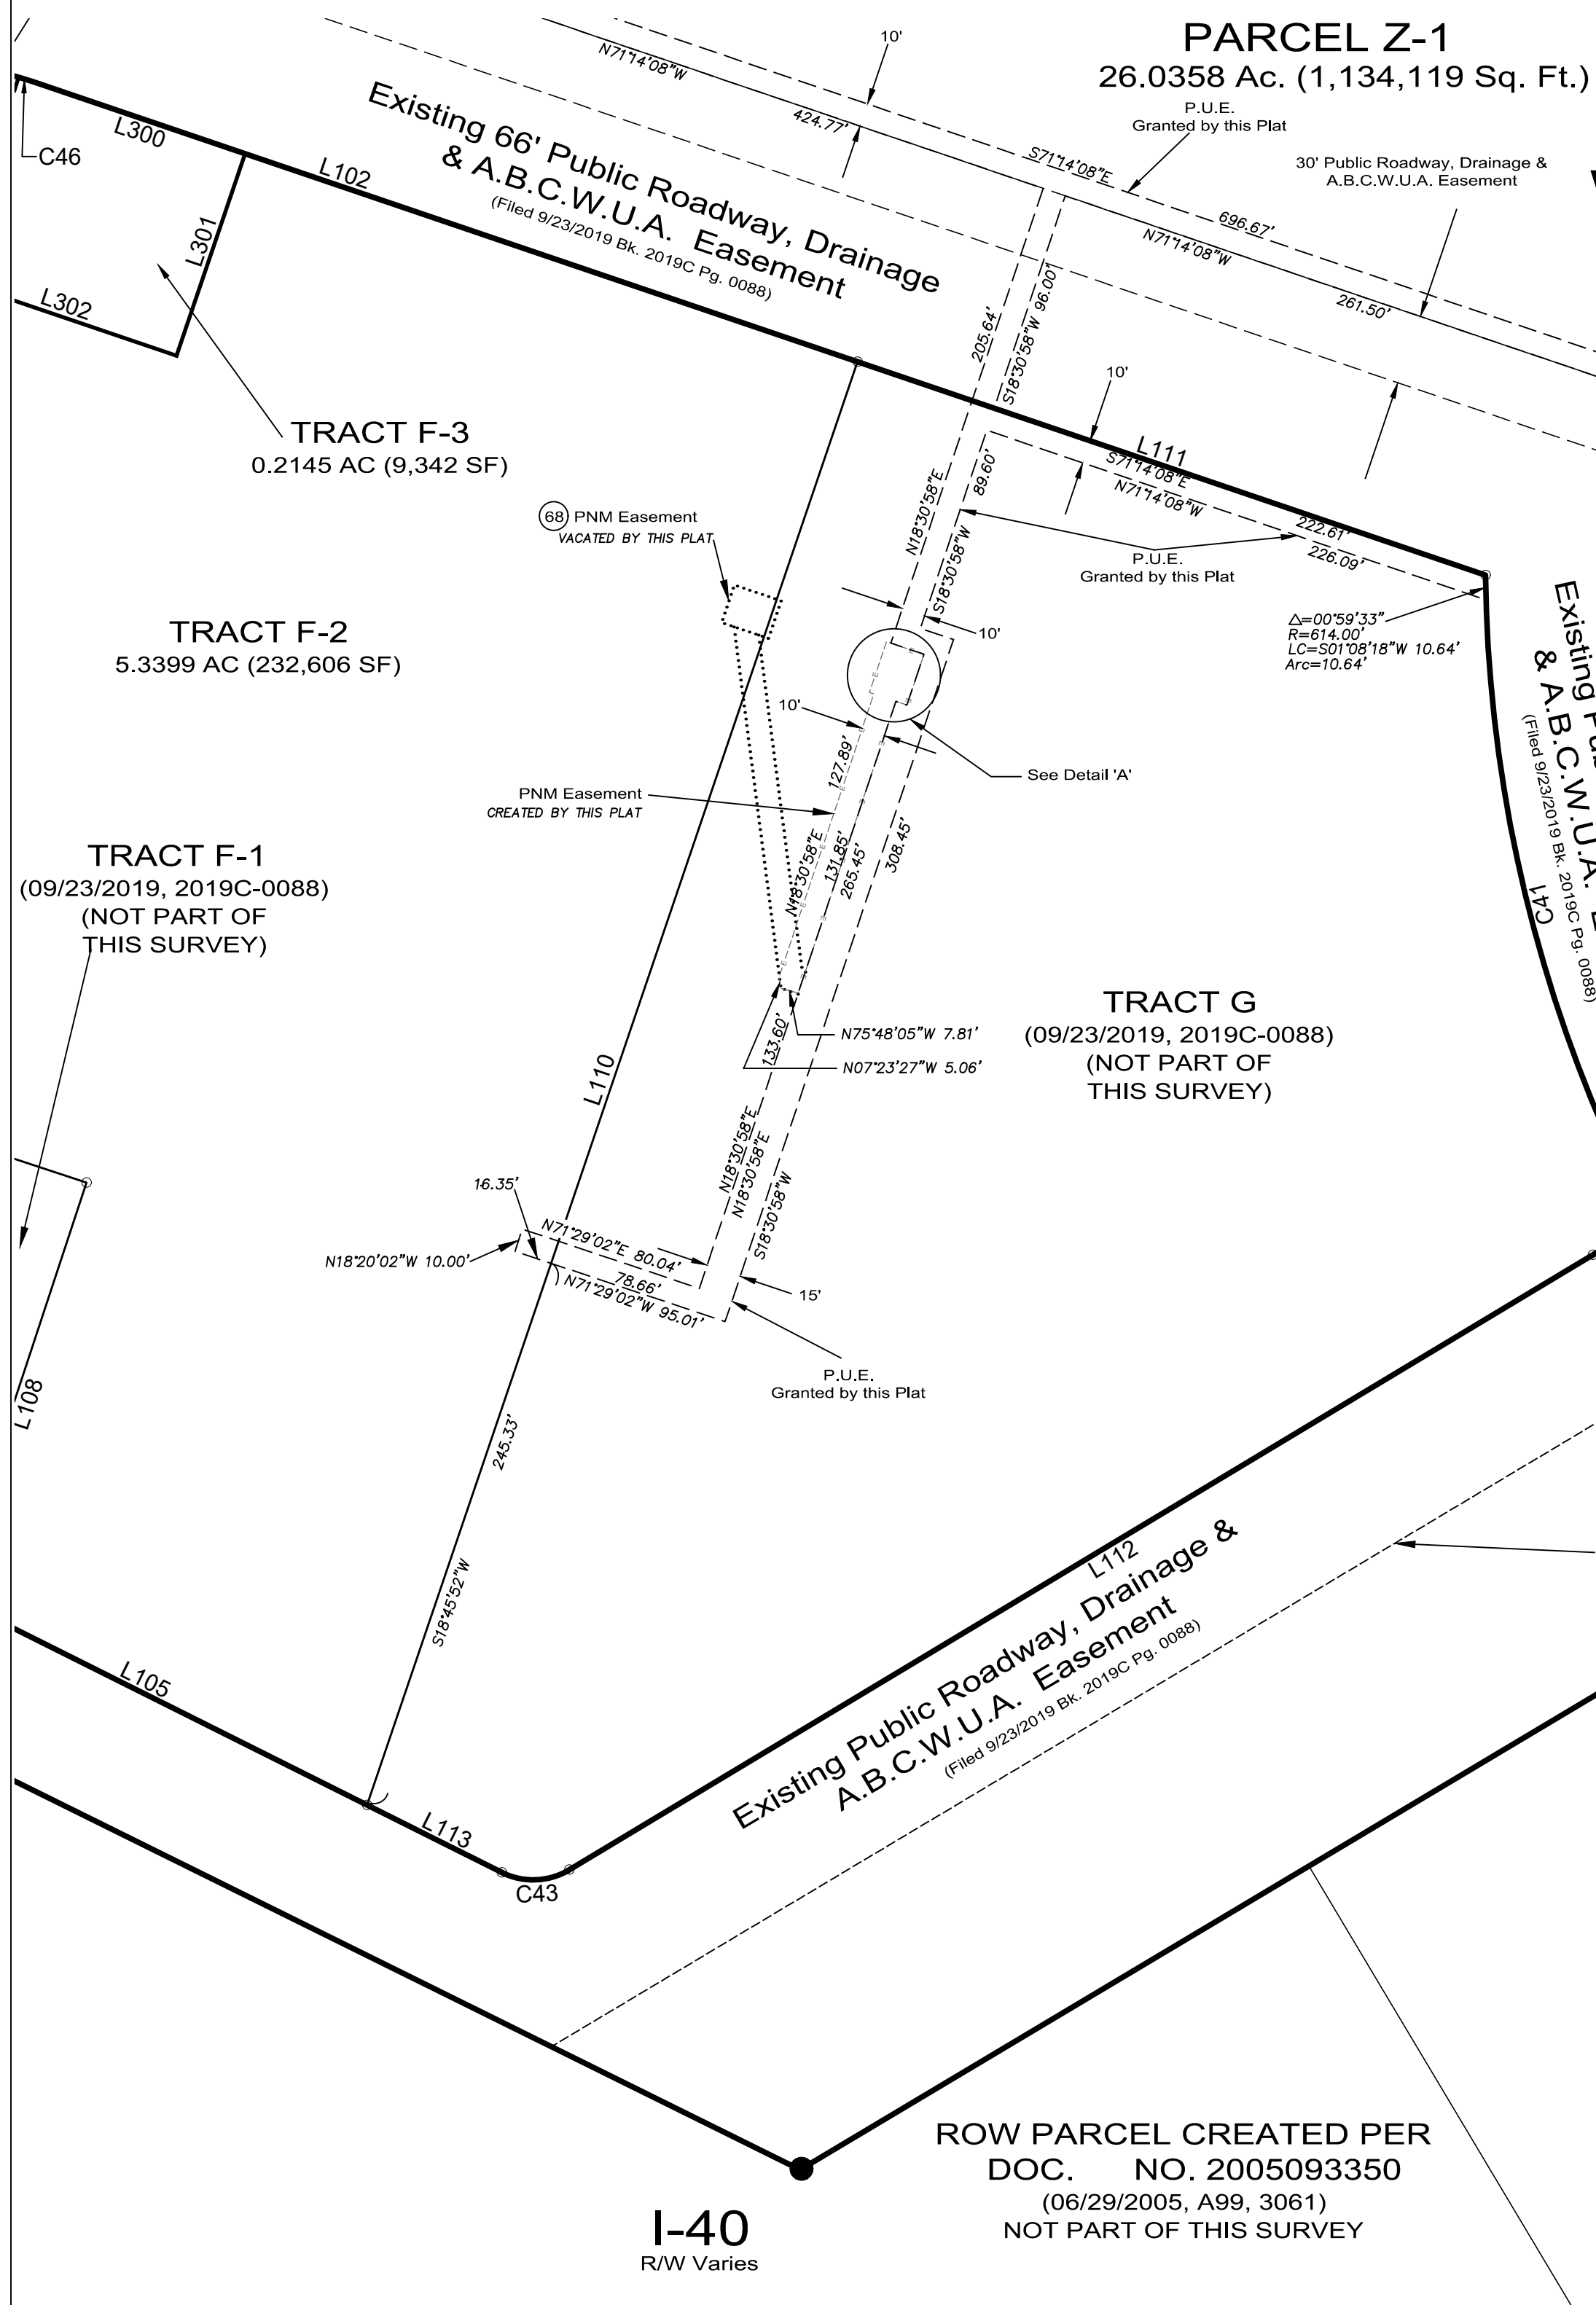 PARCEL Z-1
26.0358 Ac. (1,134,119 Sq. Ft.)
10'
N71°14'08"W
424.77'
P.U.E.
Granted by this Plat
S71°14'08"E
696.67'
30' Public Roadway, Drainage &
A.B.C.W.U.A. Easement
N71°14'08"W
261.50'
L300
C46
L102
Existing 66' Public Roadway, Drainage
& A.B.C.W.U.A. Easement
(Filed 9/23/2019 Bk. 2019C Pg. 0088)
L301
L302
205.64'
S18°30'58"W 96.00'
TRACT F-3
0.2145 AC (9,342 SF)
10'
L111
S71°14'08"E
N71°14'08"W
222.61'
226.09'
N18°30'58"E
89.60'
S18°30'58"W
68 PNM Easement
VACATED BY THIS PLAT
P.U.E.
Granted by this Plat
TRACT F-2
5.3399 AC (232,606 SF)
10'
Δ=00°59'33"
R=614.00'
LC=S01°08'18"W 10.64'
Arc=10.64'
Existing
& A.B.C.W.U.A.
(Filed 9/23/2019 Bk. 2019C Pg. 0088)
C41
10'
127.89'
See Detail 'A'
PNM Easement
CREATED BY THIS PLAT
N18°30'58"E
131.85'
265.45'
308.45'
TRACT F-1
(09/23/2019, 2019C-0088)
(NOT PART OF
THIS SURVEY)
TRACT G
(09/23/2019, 2019C-0088)
(NOT PART OF
THIS SURVEY)
N75°48'05"W 7.81'
N07°23'27"W 5.06'
133.60'
L110
N18°30'58"E
N18°30'58"E
S18°30'58"W
16.35'
N71°29'02"E 80.04'
N18°20'02"W 10.00'
78.66'
N71°29'02"W 95.01'
15'
P.U.E.
Granted by this Plat
L108
245.33'
S18°45'52"W
L105
L113
C43
L112
Existing Public Roadway, Drainage &
A.B.C.W.U.A. Easement
(Filed 9/23/2019 Bk. 2019C Pg. 0088)
ROW PARCEL CREATED PER
DOC. NO. 2005093350
(06/29/2005, A99, 3061)
NOT PART OF THIS SURVEY
I-40
R/W Varies